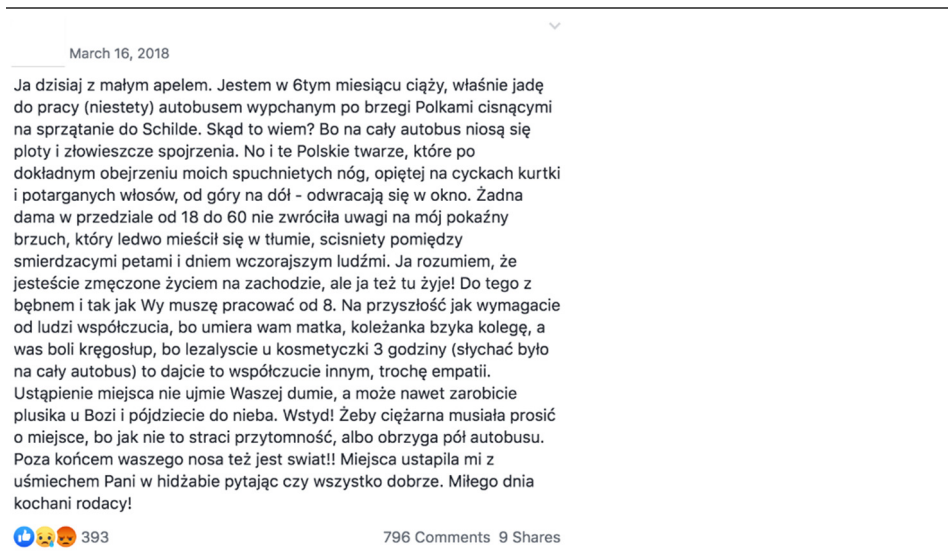 March 16, 2018
Ja dzisiaj z małym apelem. Jestem w 6tym miesiącu ciąży, właśnie jadę
do pracy (niestety) autobusem wypchanym po brzegi Polkami cisnącymi
na sprzątanie do Schilde. Skąd to wiem? Bo na cały autobus niosą się
ploty i złowieszcze spojrzenia. No i te Polskie twarze, które po
dokładnym obejrzeniu moich spuchnietych nóg, opiętej na cyckach kurtki
i potarganych włosów, od góry na dół - odwracają się w okno. Żadna
dama w przedziale od 18 do 60 nie zwróciła uwagi na mój pokaźny
brzuch, który ledwo mieścił się w tłumie, scisniety pomiędzy
smierdzacymi petami i dniem wczorajszym ludźmi. Ja rozumiem, że
jesteście zmęczone życiem na zachodzie, ale ja też tu żyje! Do tego z
bębnem i tak jak Wy muszę pracować od 8. Na przyszłość jak wymagacie
od ludzi współczucia, bo umiera wam matka, koleżanka bzyka kolegę, a
was boli kręgosłup, bo lezalyscie u kosmetyczki 3 godziny (słychać było
na cały autobus) to dajcie to współczucie innym, trochę empatii.
Ustąpienie miejsca nie ujmie Waszej dumie, a może nawet zarobicie
plusika u Bozi i pójdziecie do nieba. Wstyd! Żeby ciężarna musiała prosić
o miejsce, bo jak nie to straci przytomność, albo obrzyga pół autobusu.
Poza końcem waszego nosa też jest swiat!! Miejsca ustapila mi z
uśmiechem Pani w hidżabie pytając czy wszystko dobrze. Miłego dnia
kochani rodacy!
393 796 Comments 9 Shares